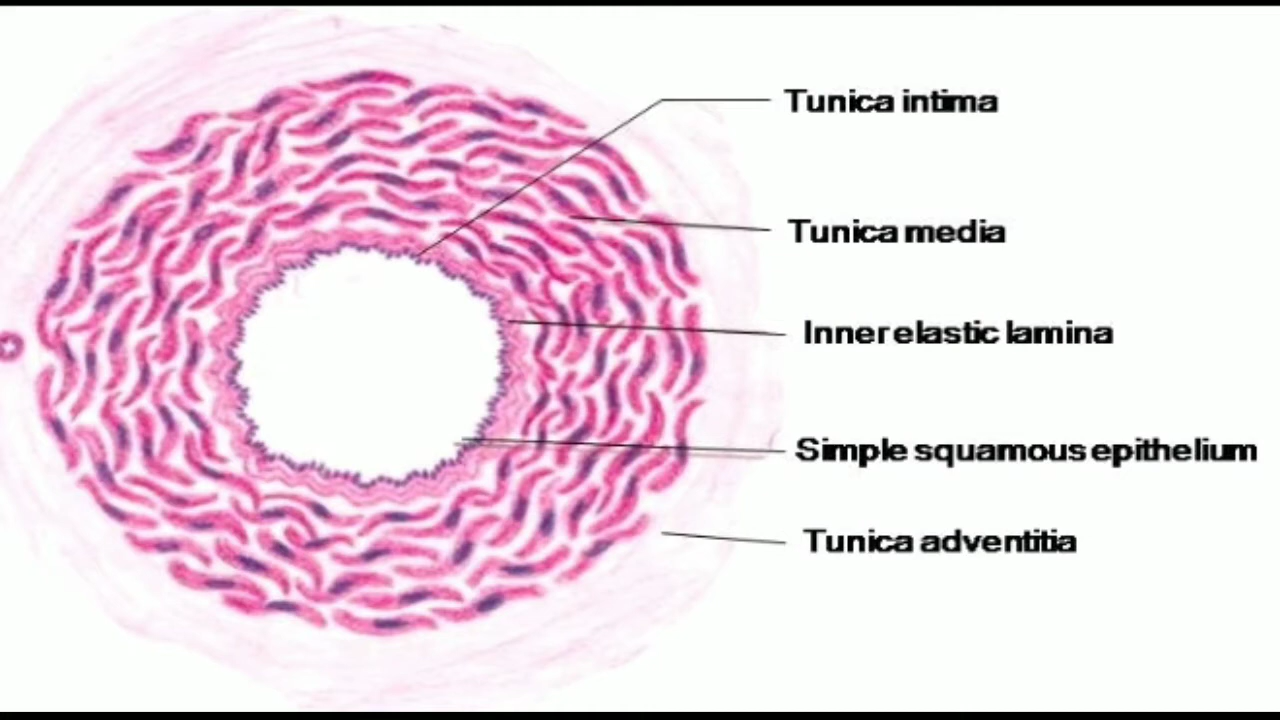 Tunica intima
Tunica media
Inner elastic lamina
Simple squamous epithelium
Tunica adventitia